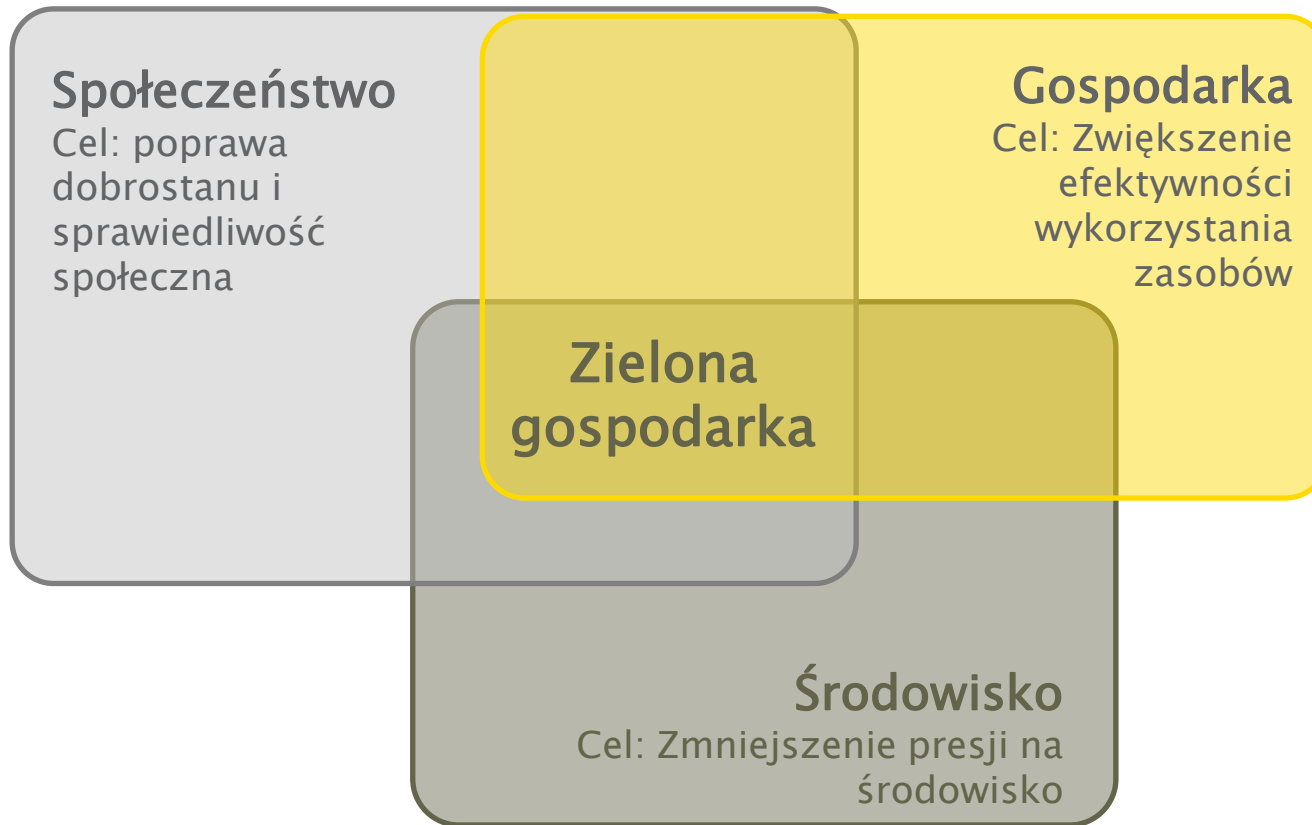 Społeczeństwo
Cel: poprawa
dobrostanu i
sprawiedliwość
społeczna
Gospodarka
Cel: Zwiększenie
efektywności
wykorzystania
zasobów
Zielona
gospodarka
Środowisko
Cel: Zmniejszenie presji na
środowisko